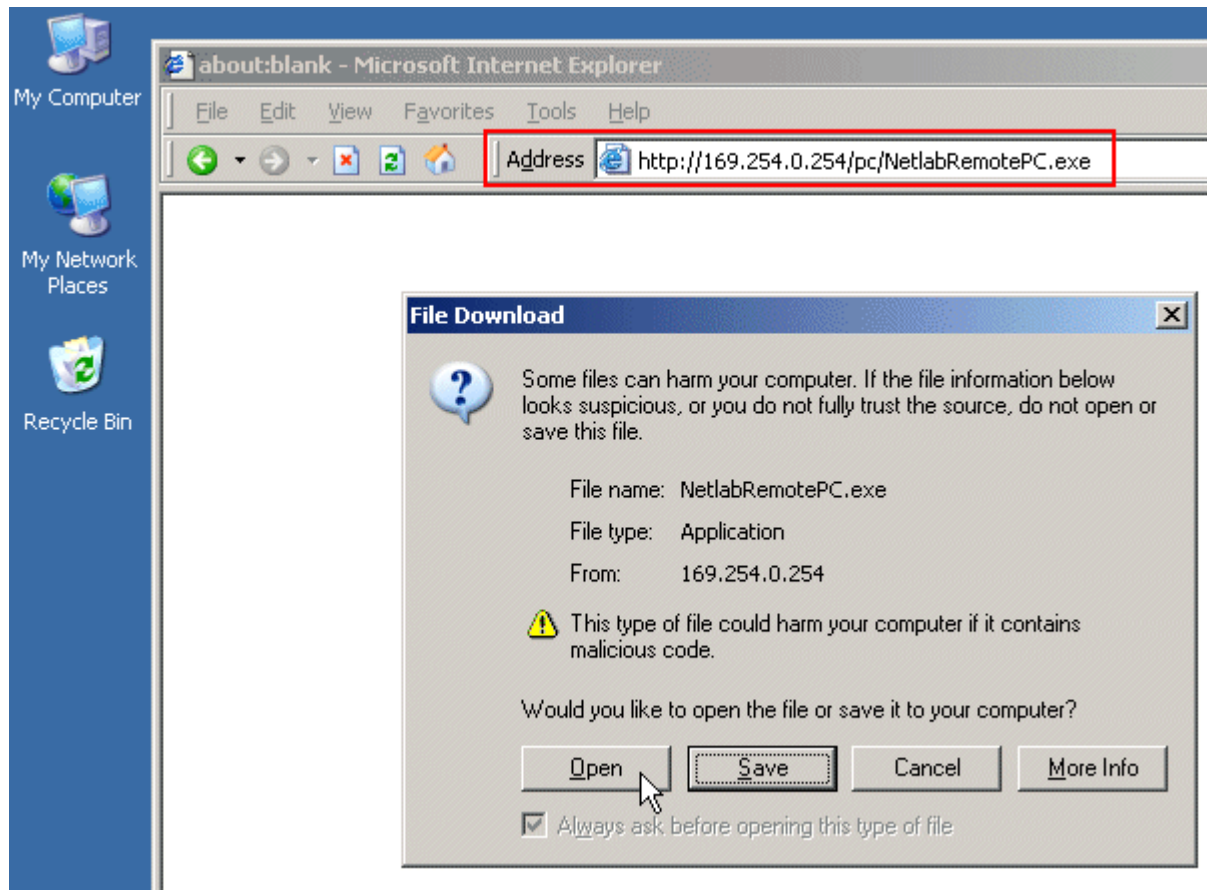 My Computer
My Network
Places
Recycle Bin
about:blank - Microsoft Internet Explorer
File Edit View Favorites Tools Help
Address http://169.254.0.254/pc/NetlabRemotePC.exe
File Download
Some files can harm your computer. If the file information below
looks suspicious, or you do not fully trust the source, do not open or
save this file.
File name: NetlabRemotePC.exe
File type: Application
From: 169.254.0.254
This type of file could harm your computer if it contains
malicious code.
Would you like to open the file or save it to your computer?
Open Save Cancel More Info
Always ask before opening this type of file